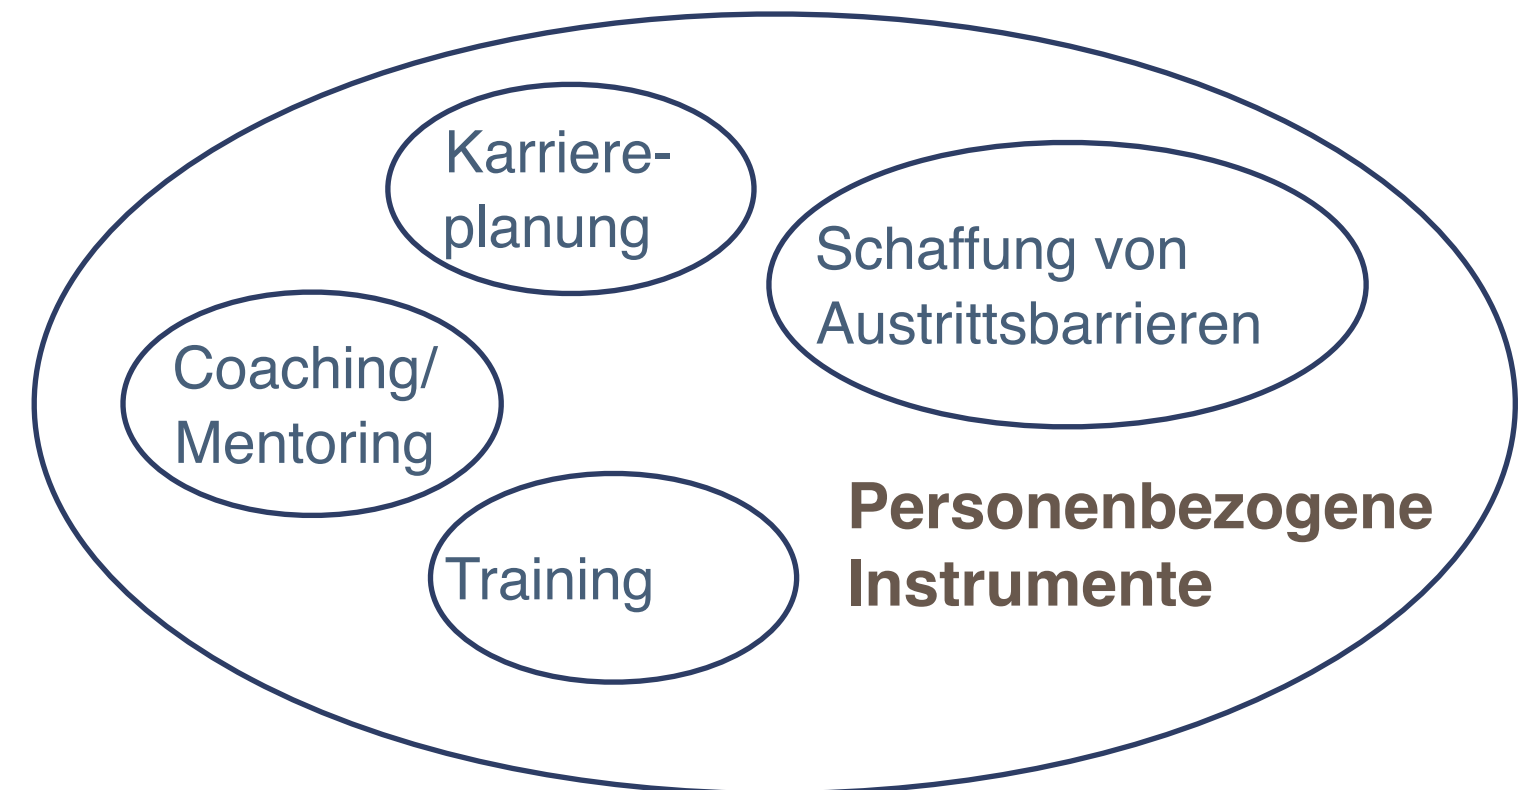 Karriere-
planung
Schaffung von
Austrittsbarrieren
Coaching/
Mentoring
Training
Personenbezogene
Instrumente